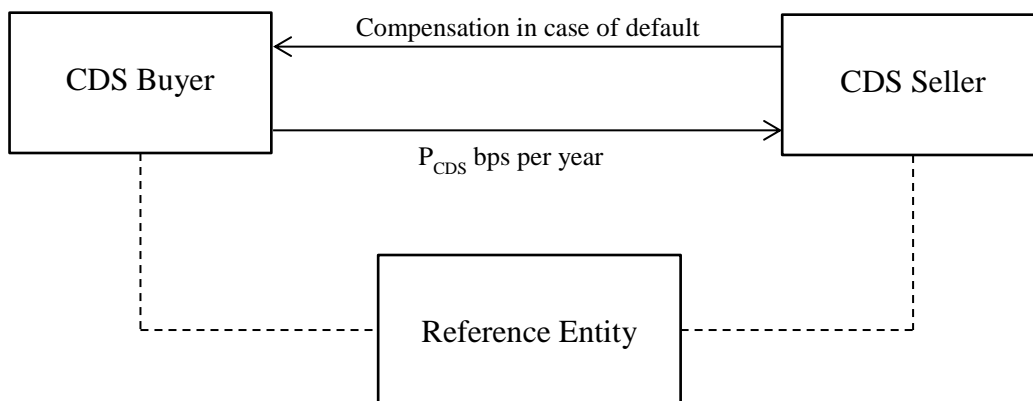 Compensation in case of default
CDS Buyer
CDS Seller
P_CDS bps per year
Reference Entity